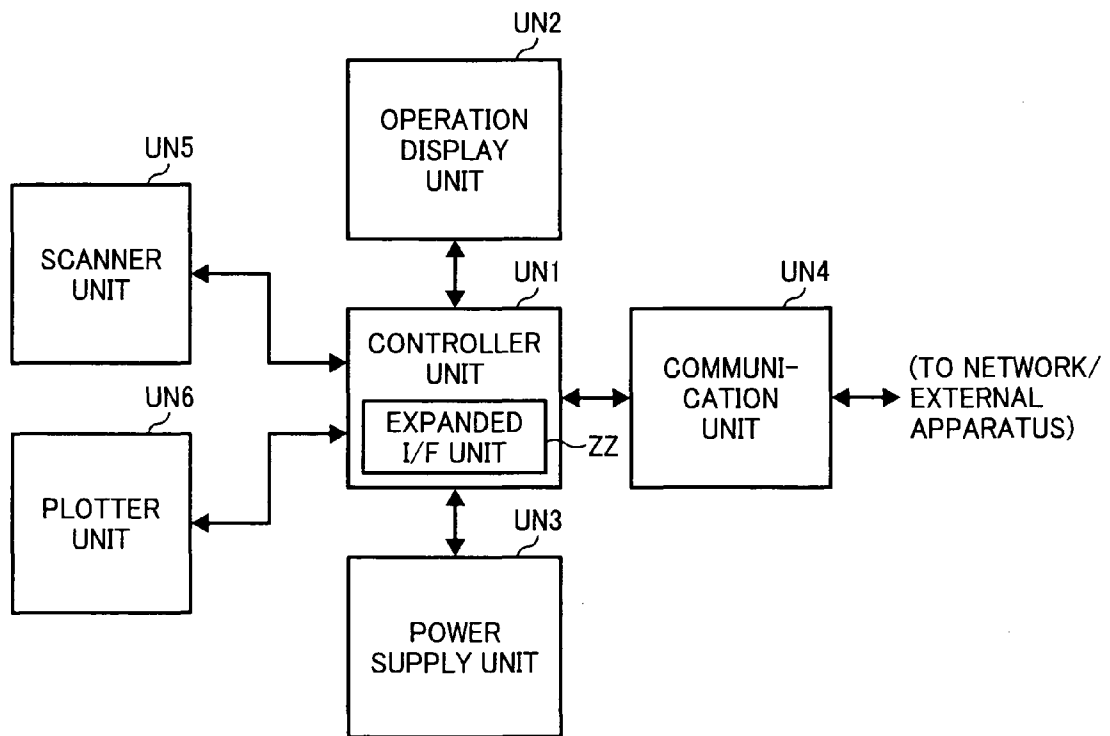 UN2
OPERATION
DISPLAY
UNIT
UN5
SCANNER
UNIT
UN1
CONTROLLER
UNIT
EXPANDED
I/F UNIT
ZZ
UN4
COMMUNI-
CATION
UNIT
(TO NETWORK/
EXTERNAL
APPARATUS)
UN6
PLOTTER
UNIT
UN3
POWER
SUPPLY UNIT